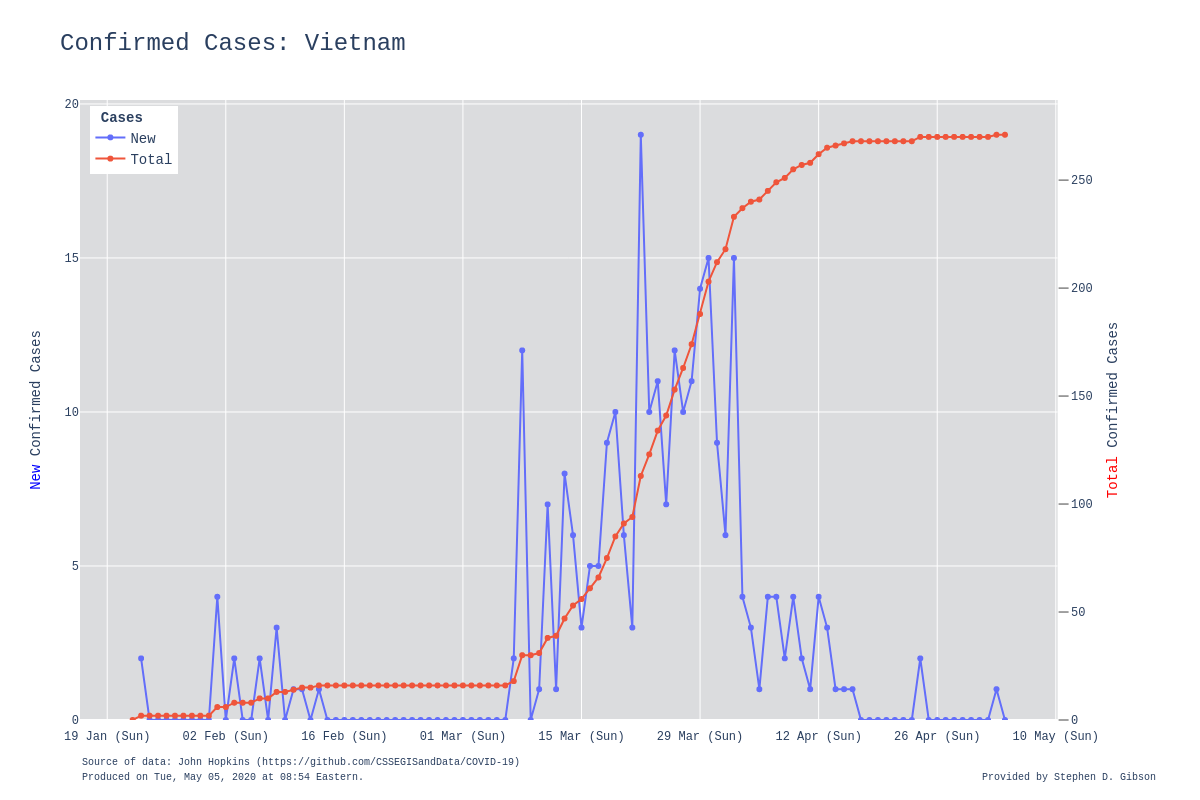 Confirmed Cases: Vietnam
Cases
New
Total
20
15
10
5
0
250
200
150
100
50
0
New Confirmed Cases
Total Confirmed Cases
19 Jan (Sun) 02 Feb (Sun) 16 Feb (Sun) 01 Mar (Sun) 15 Mar (Sun) 29 Mar (Sun) 12 Apr (Sun) 26 Apr (Sun) 10 May (Sun)
Source of data: John Hopkins (https://github.com/CSSEGISandData/COVID-19)
Produced on Tue, May 05, 2020 at 08:54 Eastern.
Provided by Stephen D. Gibson